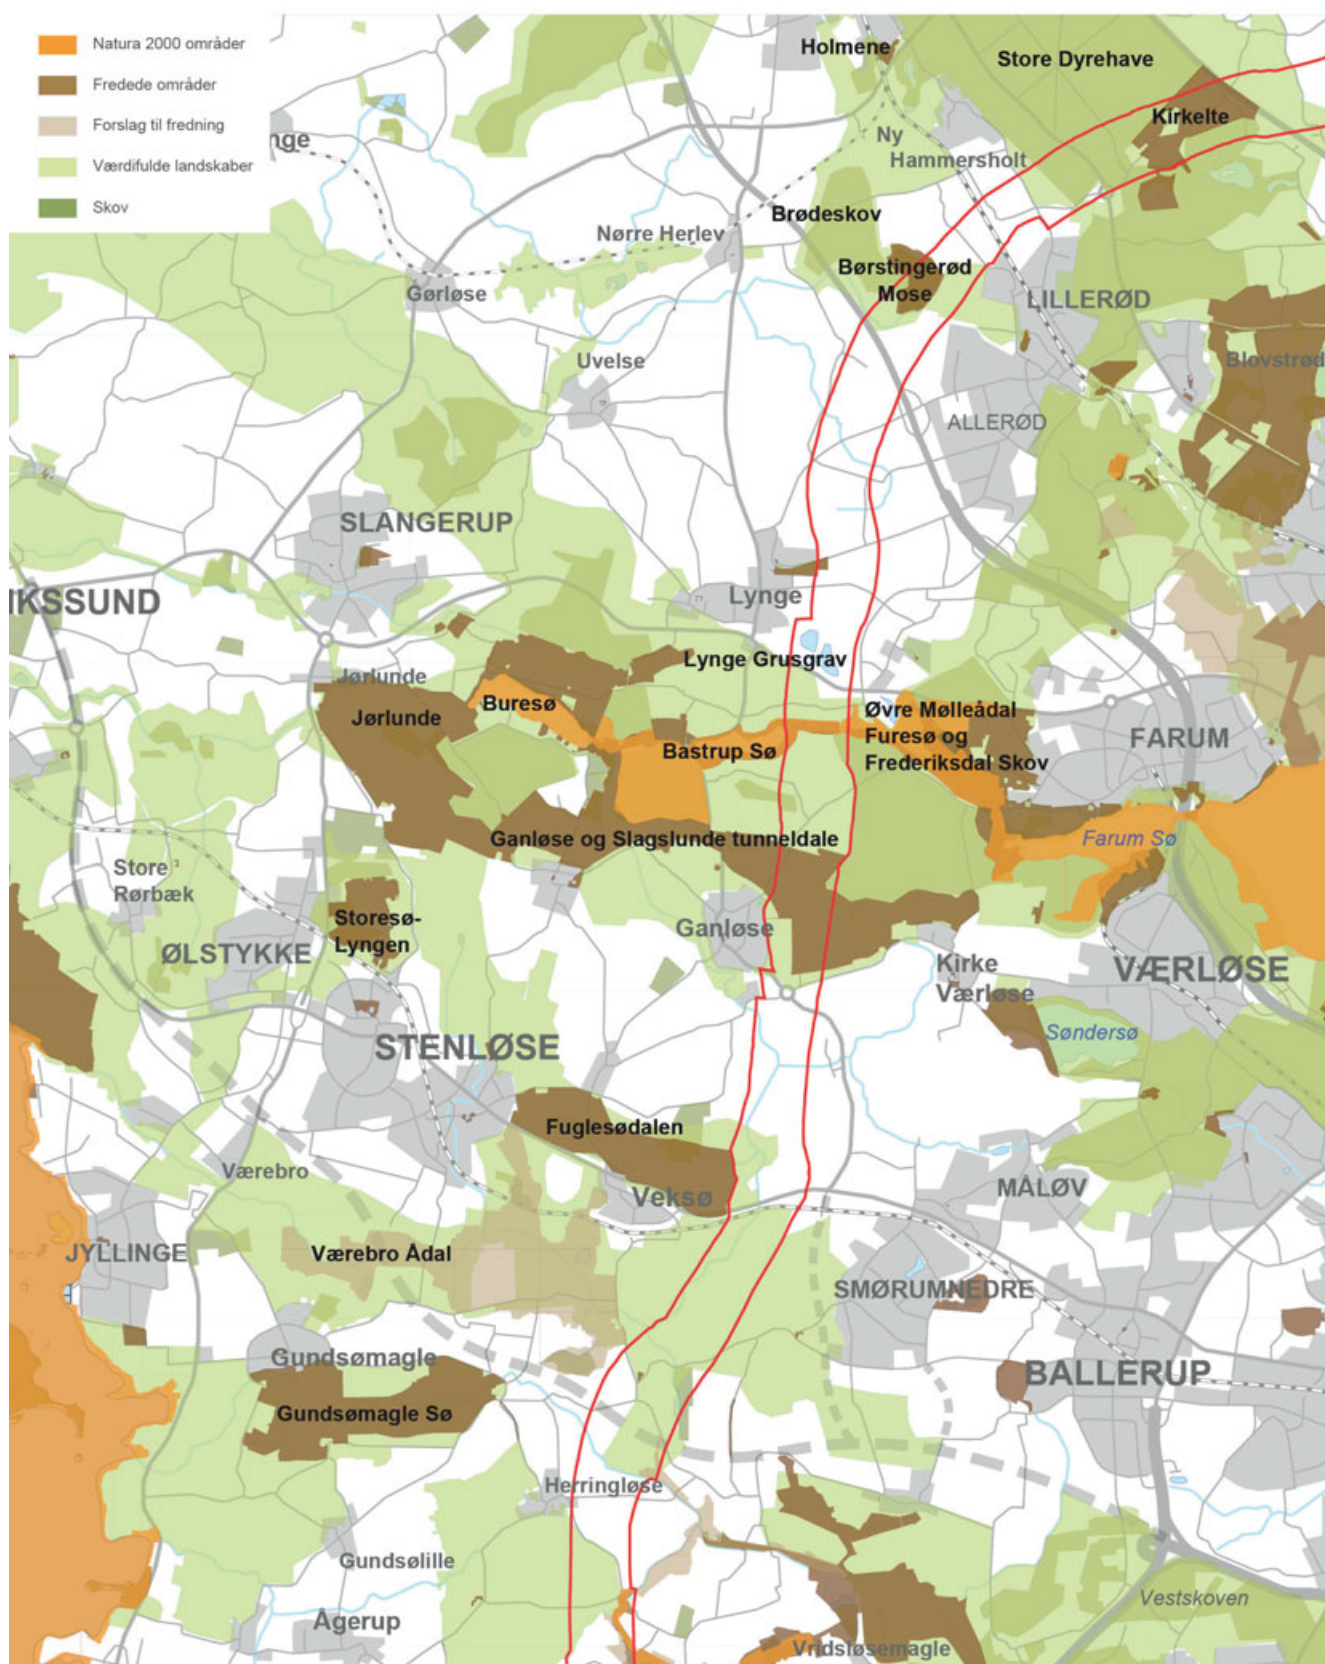 Natura 2000 områder
Fredede områder
Forslag til fredning
Værdifulde landskaber
Skov
Holmene
Store Dyrehave
Kirkelte
nge
Ny
Hammersholt
Brødeskov
Nørre Herlev
Børstingerød
Mose
Gørløse
LILLERØD
Uvelse
Blovstrød
ALLERØD
SLANGERUP
IKSSUND
Lynge
Lynge Grusgrav
Jørlunde
Buresø
Jørlunde
Øvre Mølleådal
Furesø og
Frederiksdal Skov
FARUM
Bastrup Sø
Ganløse og Slagslunde tunneldale
Farum Sø
Store
Rørbæk
Storesø-
Lyngen
Ganløse
ØLSTYKKE
Kirke
Værløse
VÆRLØSE
Søndersø
STENLØSE
Fuglesødalen
Værebro
Veksø
MÅLØV
JYLLINGE
Værebro Ådal
SMØRUMNEDRE
Gundsømagle
BALLERUP
Gundsømagle Sø
Herringløse
Gundsølille
Vestskoven
Ågerup
Vridsløsemagle